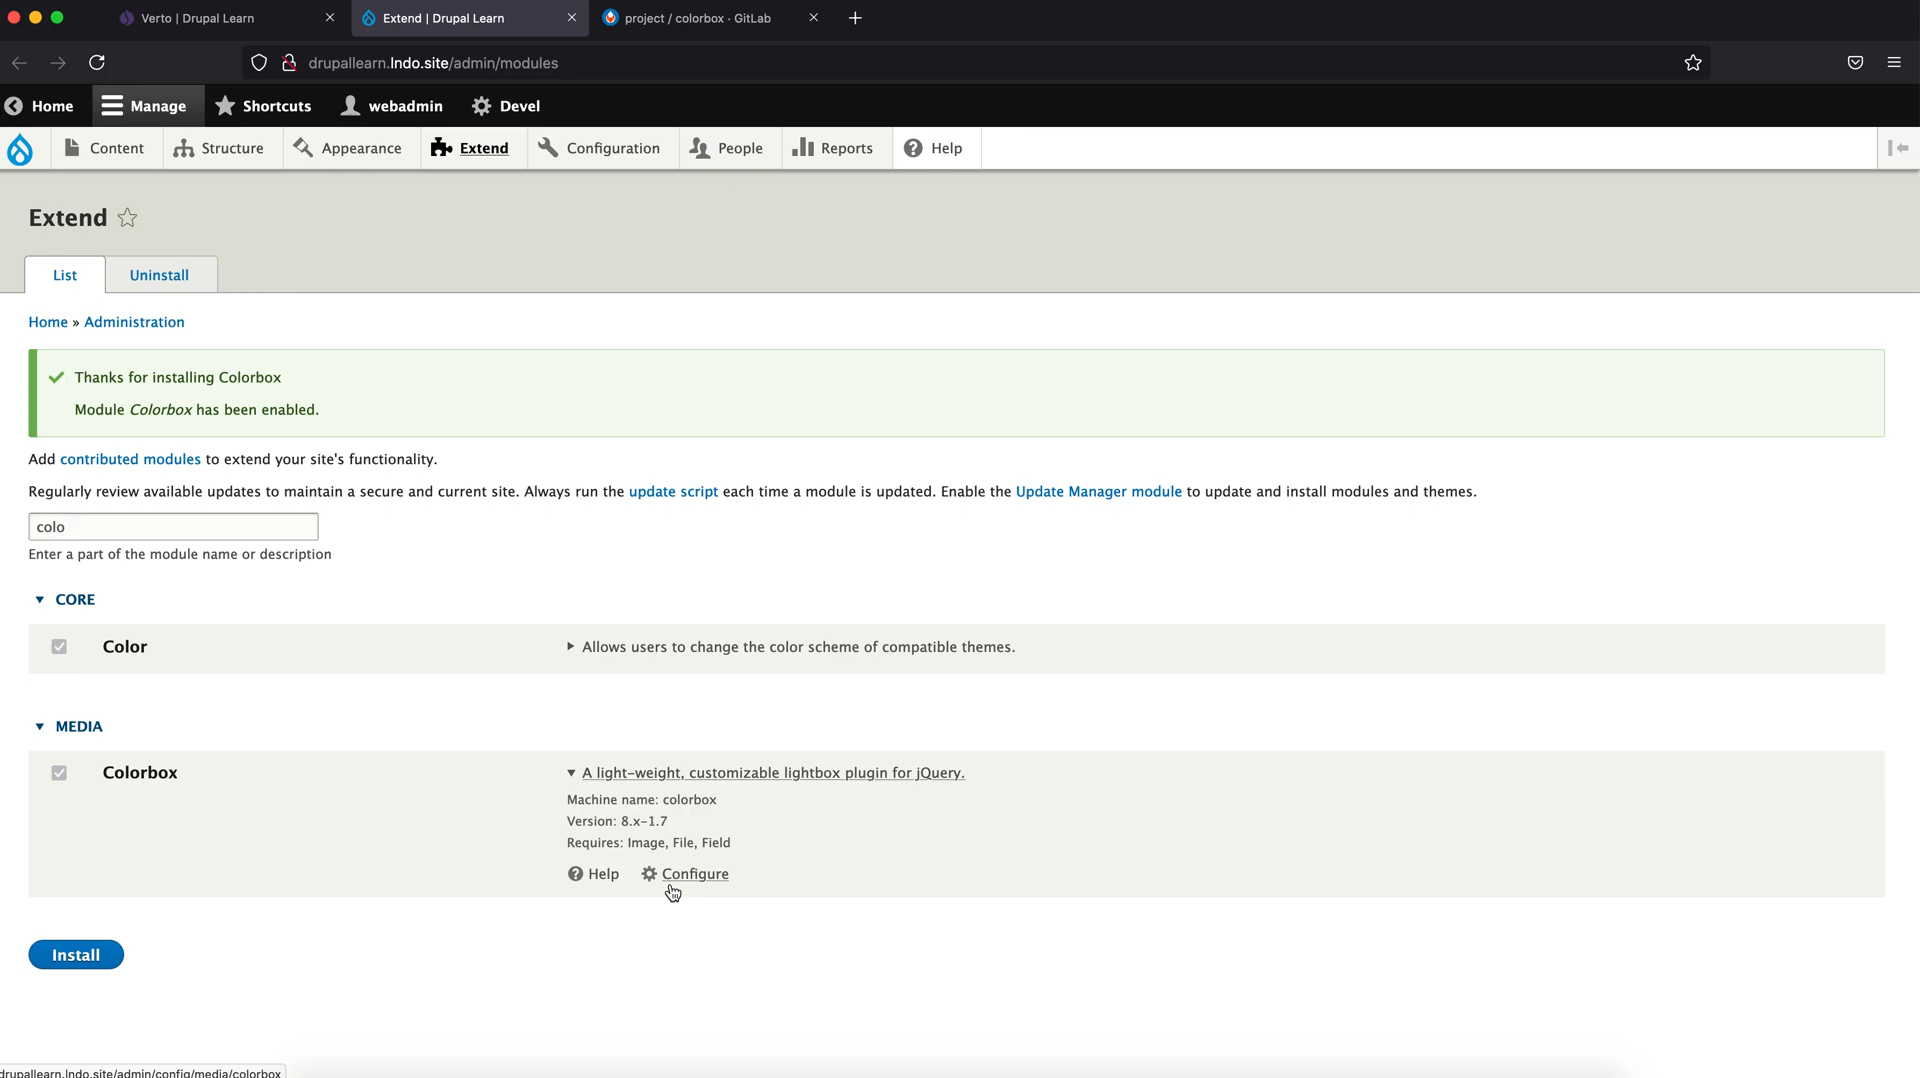 Verto | Drupal Learn
Extend | Drupal Learn
project / colorbox · GitLab
drupallearn.lndo.site/admin/modules
Home
Manage
Shortcuts
webadmin
Devel
Content
Structure
Appearance
Extend
Configuration
People
Reports
Help
Extend
List
Uninstall
Home » Administration
Thanks for installing Colorbox
Module Colorbox has been enabled.
Add contributed modules to extend your site's functionality.
Regularly review available updates to maintain a secure and current site. Always run the update script each time a module is updated. Enable the Update Manager module to update and install modules and themes.
colo
Enter a part of the module name or description
CORE
Color
Allows users to change the color scheme of compatible themes.
MEDIA
Colorbox
A light-weight, customizable lightbox plugin for jQuery.
Machine name: colorbox
Version: 8.x-1.7
Requires: Image, File, Field
Help
Configure
Install
drupallearn.lndo.site/admin/config/media/colorbox